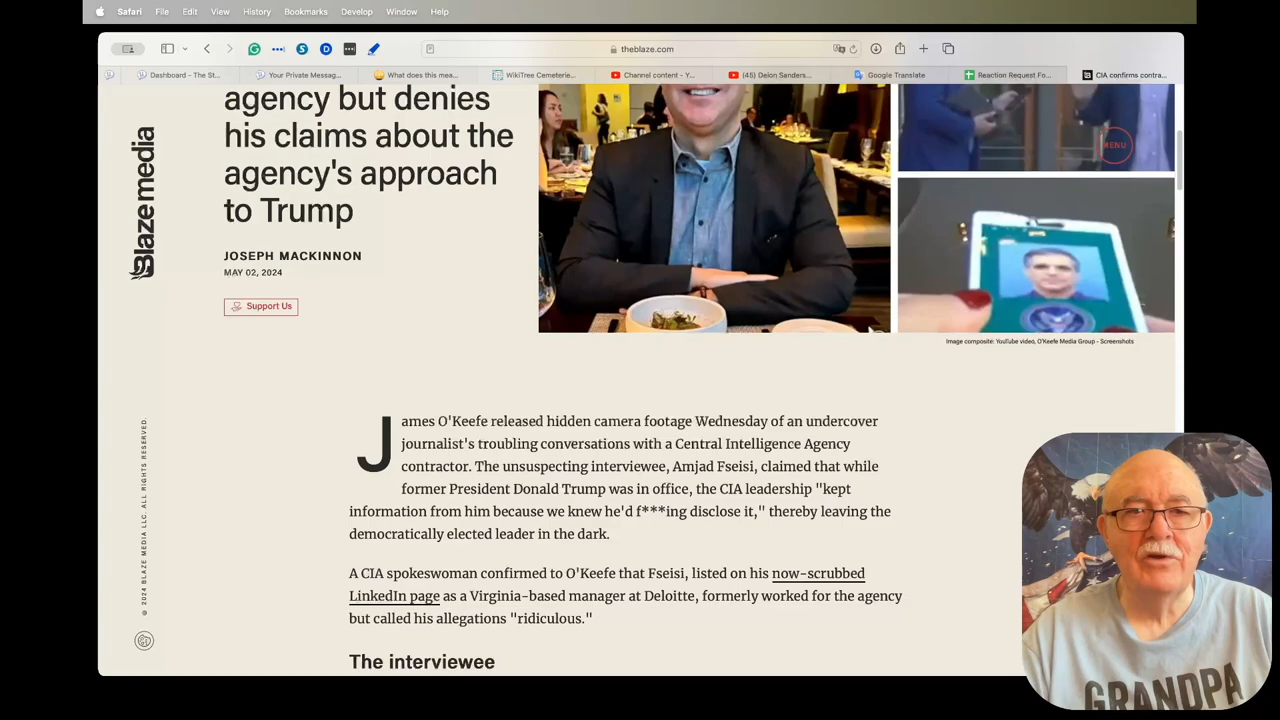 Safari File Edit View History Bookmarks Develop Window Help
theblaze.com
Dashboard - The St...
Your Private Messag...
What does this mea...
WikiTree Cemeterie...
Channel content - Y...
(45) Deion Sanders...
Google Translate
Reaction Request Fo...
CIA confirms contra...
Blaze media
agency but denies
his claims about the
agency's approach
to Trump
JOSEPH MACKINNON
MAY 02, 2024
Support Us
MENU
Image composite: YouTube video, O'Keefe Media Group - Screenshots
James O'Keefe released hidden camera footage Wednesday of an undercover
journalist's troubling conversations with a Central Intelligence Agency
contractor. The unsuspecting interviewee, Amjad Fseisi, claimed that while
former President Donald Trump was in office, the CIA leadership "kept
information from him because we knew he'd f***ing disclose it," thereby leaving the
democratically elected leader in the dark.
A CIA spokeswoman confirmed to O'Keefe that Fseisi, listed on his now-scrubbed
LinkedIn page as a Virginia-based manager at Deloitte, formerly worked for the agency
but called his allegations "ridiculous."
The interviewee
© 2024 BLAZE MEDIA LLC. ALL RIGHTS RESERVED.
GRANDPA